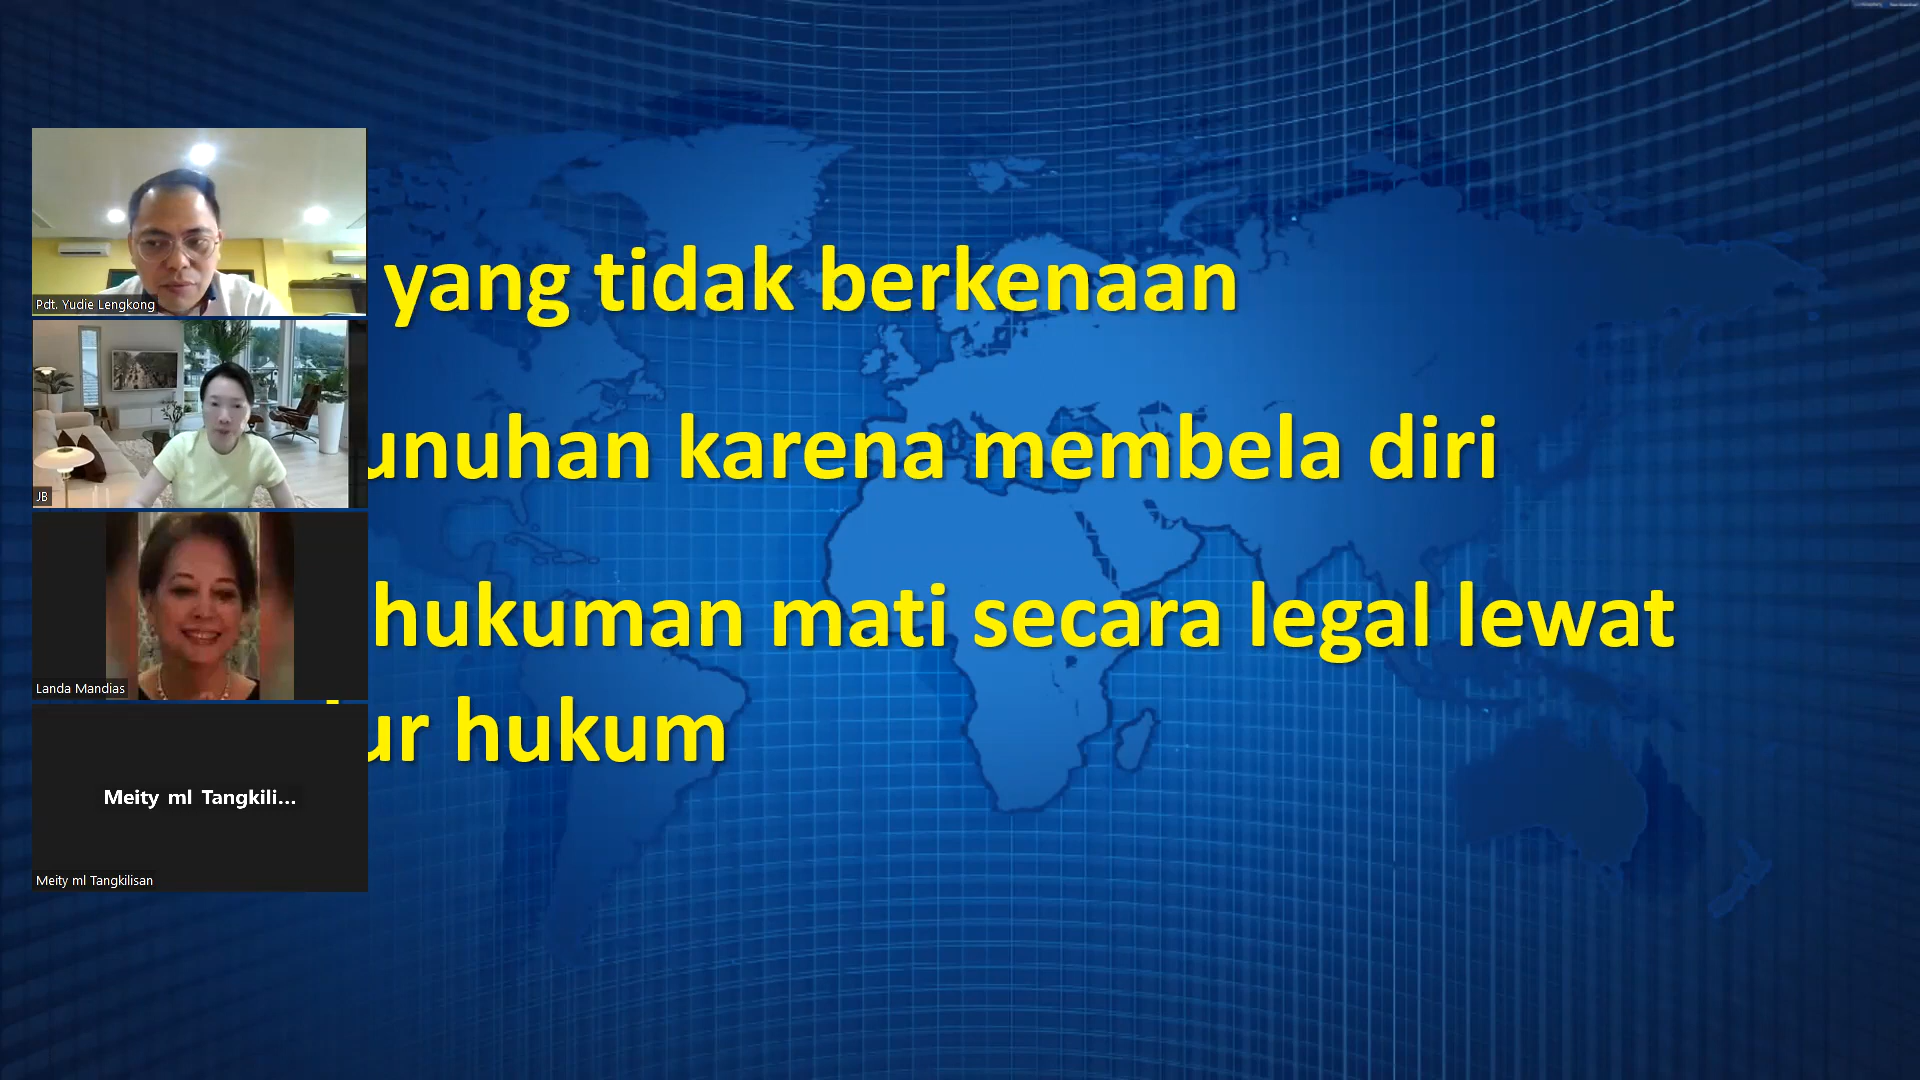 Pdt. Yudie Lengkong
JB
Landa Mandias
Meity ml Tangkili...
Meity ml Tangkilisan
yang tidak berkenaan
unuhan karena membela diri
hukuman mati secara legal lewat
ur hukum